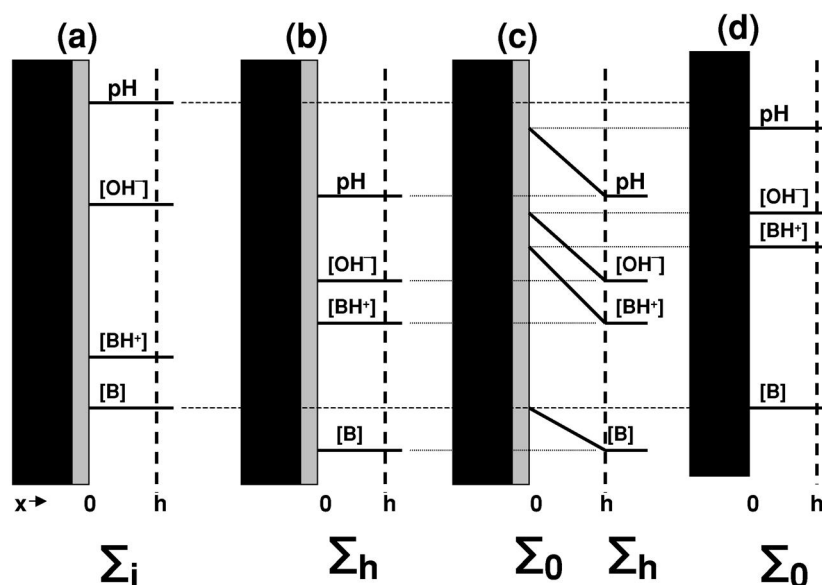 (a) (b) (c) (d)
pH
pH
[OH⁻]
pH
pH
[OH⁻]
[BH⁺]
[OH⁻]
[OH⁻]
[BH⁺]
[BH⁺]
[BH⁺]
[B]
[B]
[B]
[B]
x→ 0 h 0 h 0 h 0 h
Σi Σh Σ0 Σh Σ0